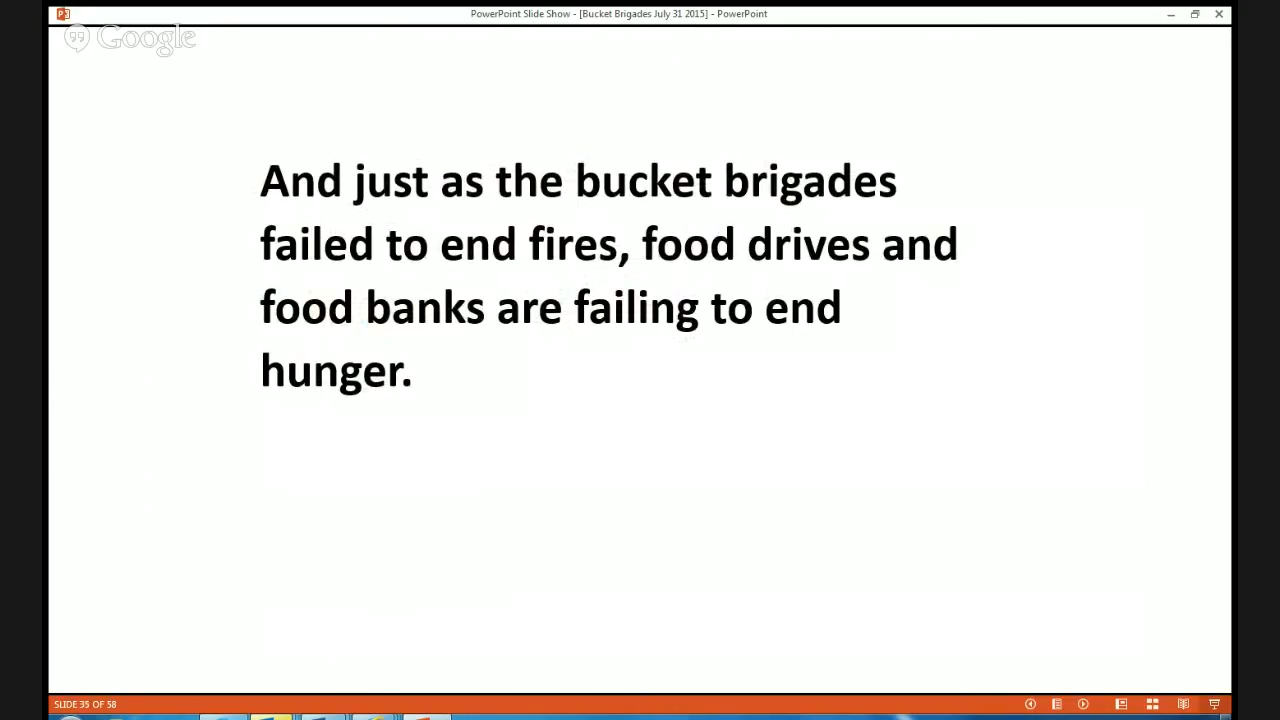 PowerPoint Slide Show - [Bucket Brigades July 31 2015] - PowerPoint
Google
And just as the bucket brigades
failed to end fires, food drives and
food banks are failing to end
hunger.
SLIDE 35 OF 58